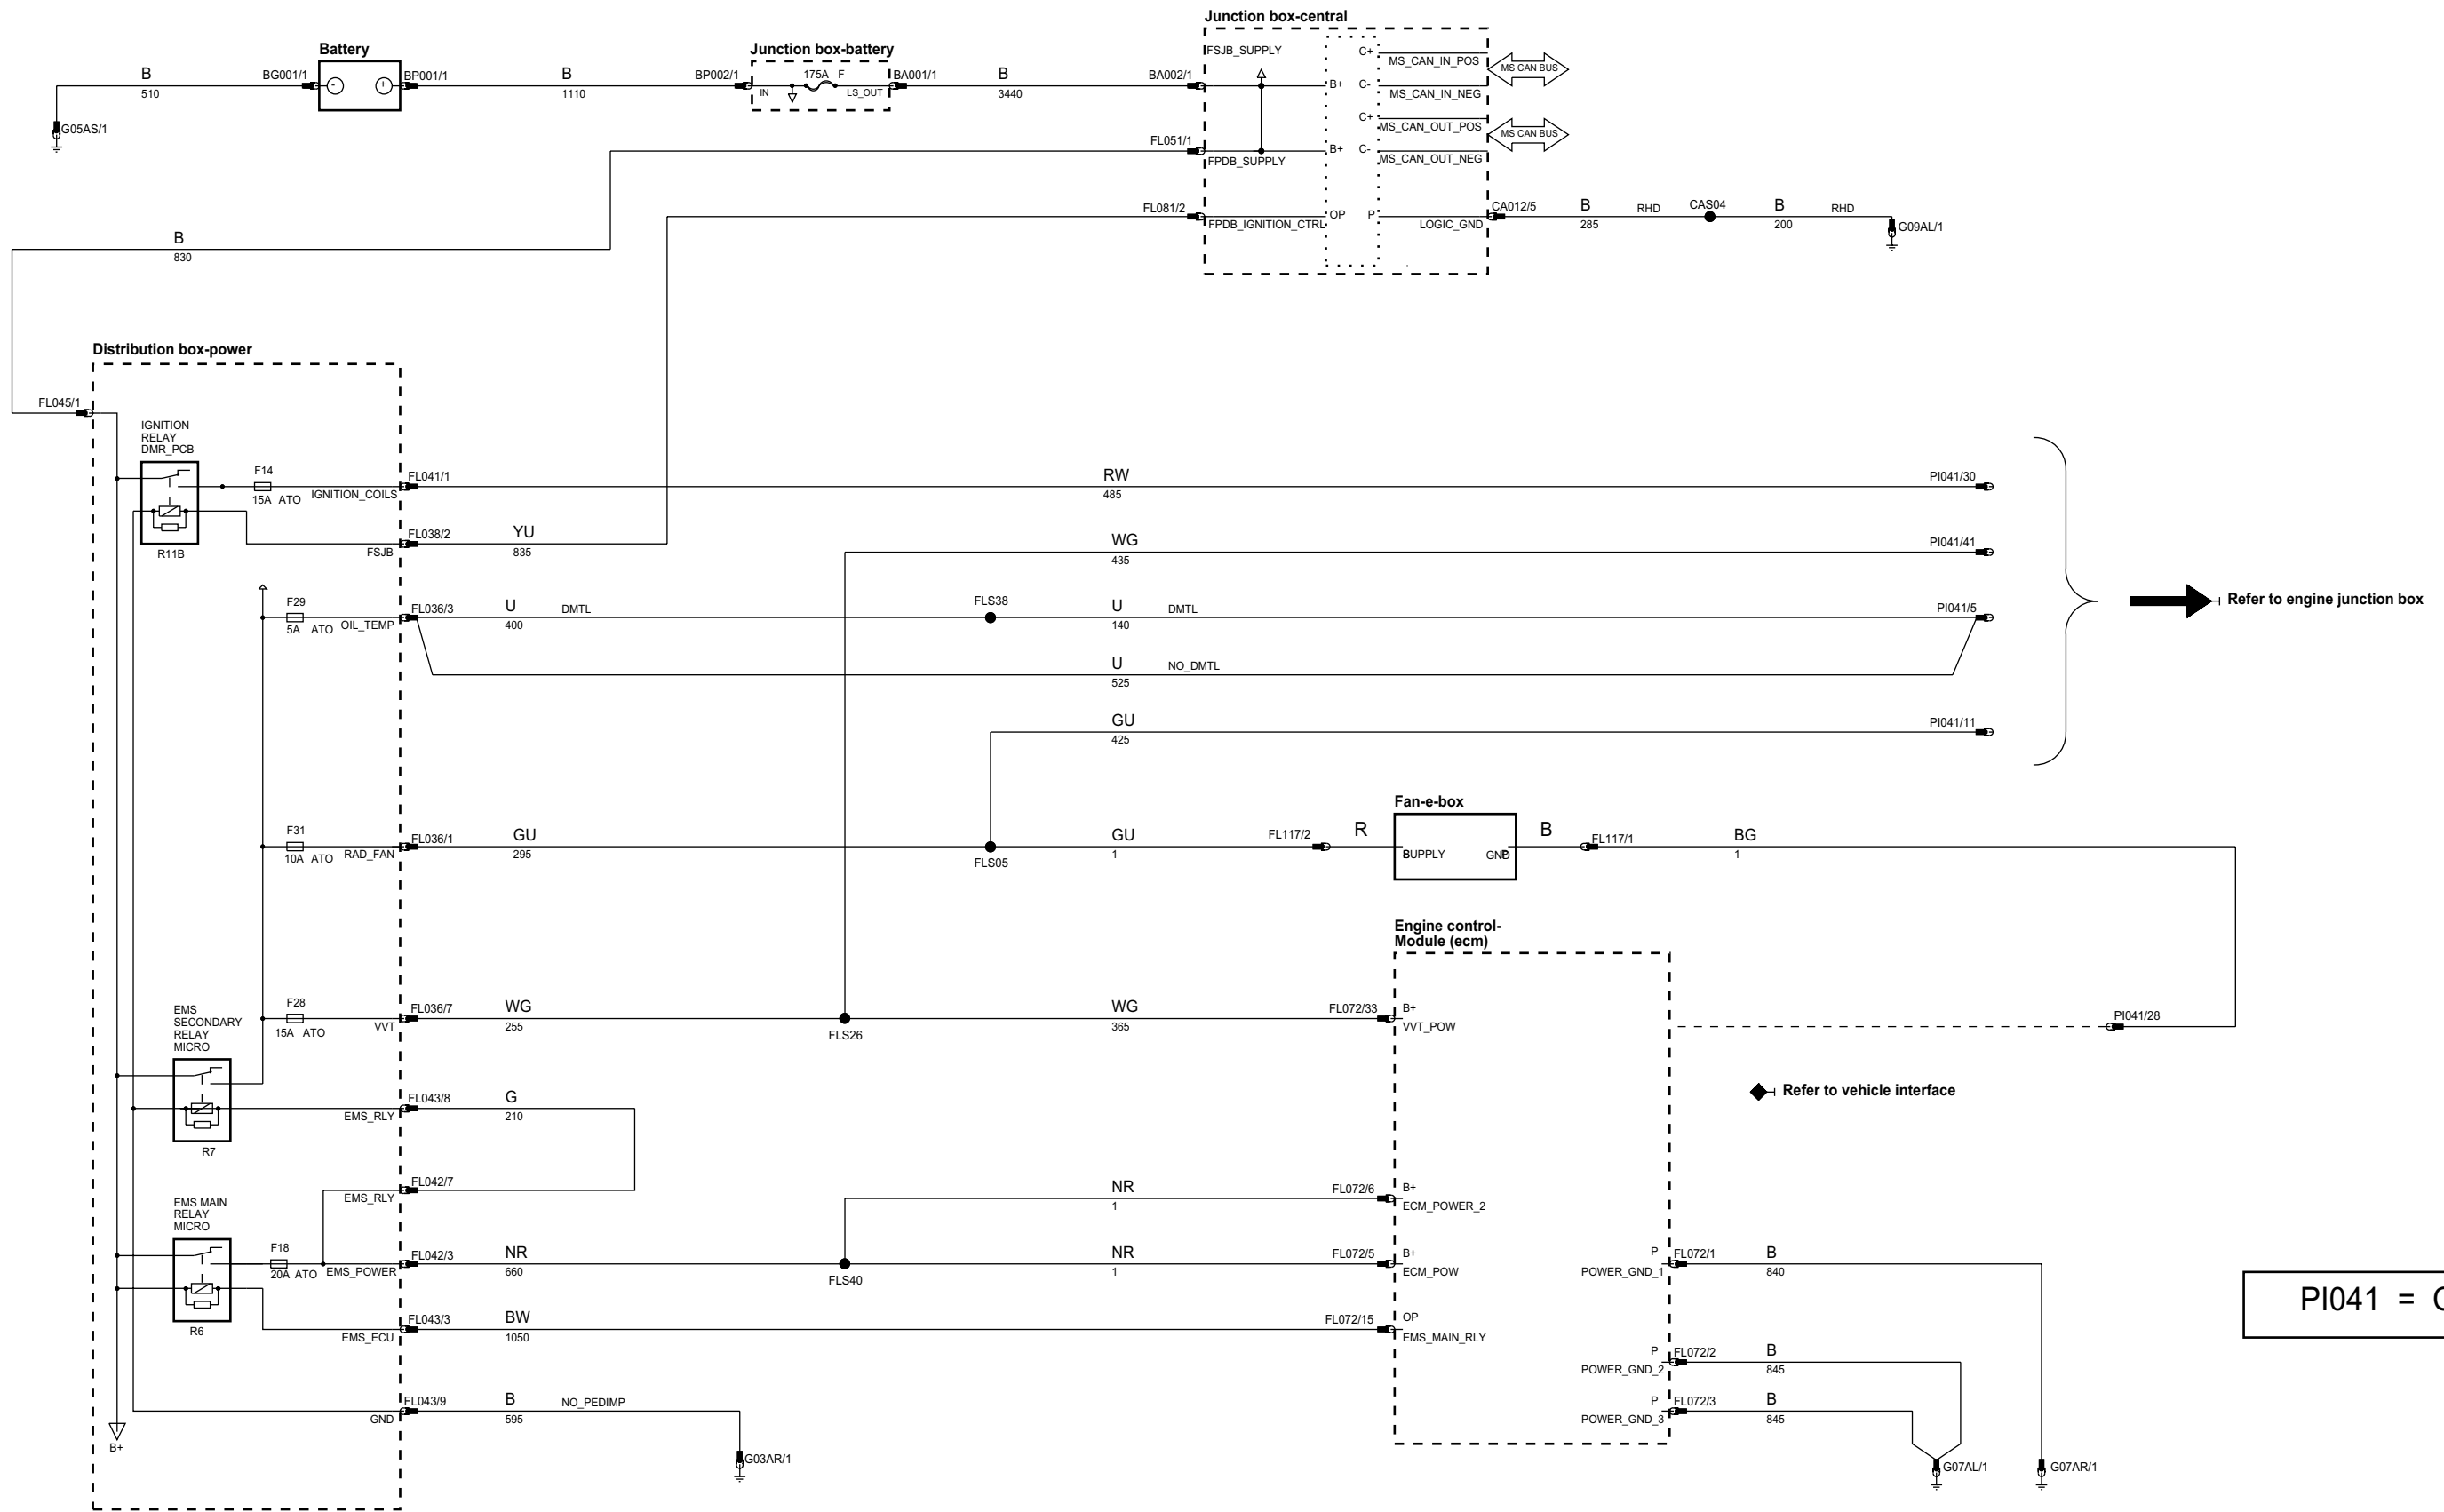 Junction box-central
Battery
Junction box-battery
FSJB_SUPPLY
C+
MS_CAN_IN_POS
MS CAN BUS
B
510
BG001/1
-
+
BP001/1
B
1110
BP002/1
175A F
IN
LS_OUT
BA001/1
B
3440
BA002/1
B+
C-
MS_CAN_IN_NEG
C+
MS_CAN_OUT_POS
MS CAN BUS
G05AS/1
FL051/1
FPDB_SUPPLY
B+
C-
MS_CAN_OUT_NEG
FL081/2
FPDB_IGNITION_CTRL
OP
P
LOGIC_GND
CA012/5
B
285
RHD
CAS04
B
200
RHD
G09AL/1
B
830
Distribution box-power
FL045/1
IGNITION
RELAY
DMR_PCB
R11B
F14
15A ATO
IGNITION_COILS
FL041/1
RW
485
PI041/30
FSJB
FL038/2
YU
835
WG
435
PI041/41
F29
5A ATO
OIL_TEMP
FL036/3
U
400
DMTL
FLS38
U
140
DMTL
PI041/5
Refer to engine junction box
U
525
NO_DMTL
GU
425
PI041/11
Fan-e-box
F31
10A ATO
RAD_FAN
FL036/1
GU
295
FLS05
GU
1
FL117/2
R
SUPPLY
GND
B
FL117/1
BG
1
Engine control-
Module (ecm)
EMS
SECONDARY
RELAY
MICRO
R7
F28
15A ATO
VVT
FL036/7
WG
255
FLS26
WG
365
FL072/33
B+
VVT_POW
PI041/28
Refer to vehicle interface
EMS_RLY
FL043/8
G
210
EMS_RLY
FL042/7
NR
1
FL072/6
B+
ECM_POWER_2
EMS MAIN
RELAY
MICRO
R6
F18
20A ATO
EMS_POWER
FL042/3
NR
660
FLS40
NR
1
FL072/5
B+
ECM_POW
P
POWER_GND_1
FL072/1
B
840
PI041 =
EMS_ECU
FL043/3
BW
1050
FL072/15
OP
EMS_MAIN_RLY
P
POWER_GND_2
FL072/2
B
845
GND
FL043/9
B
595
NO_PEDIMP
P
POWER_GND_3
FL072/3
B
845
B+
G03AR/1
G07AL/1
G07AR/1